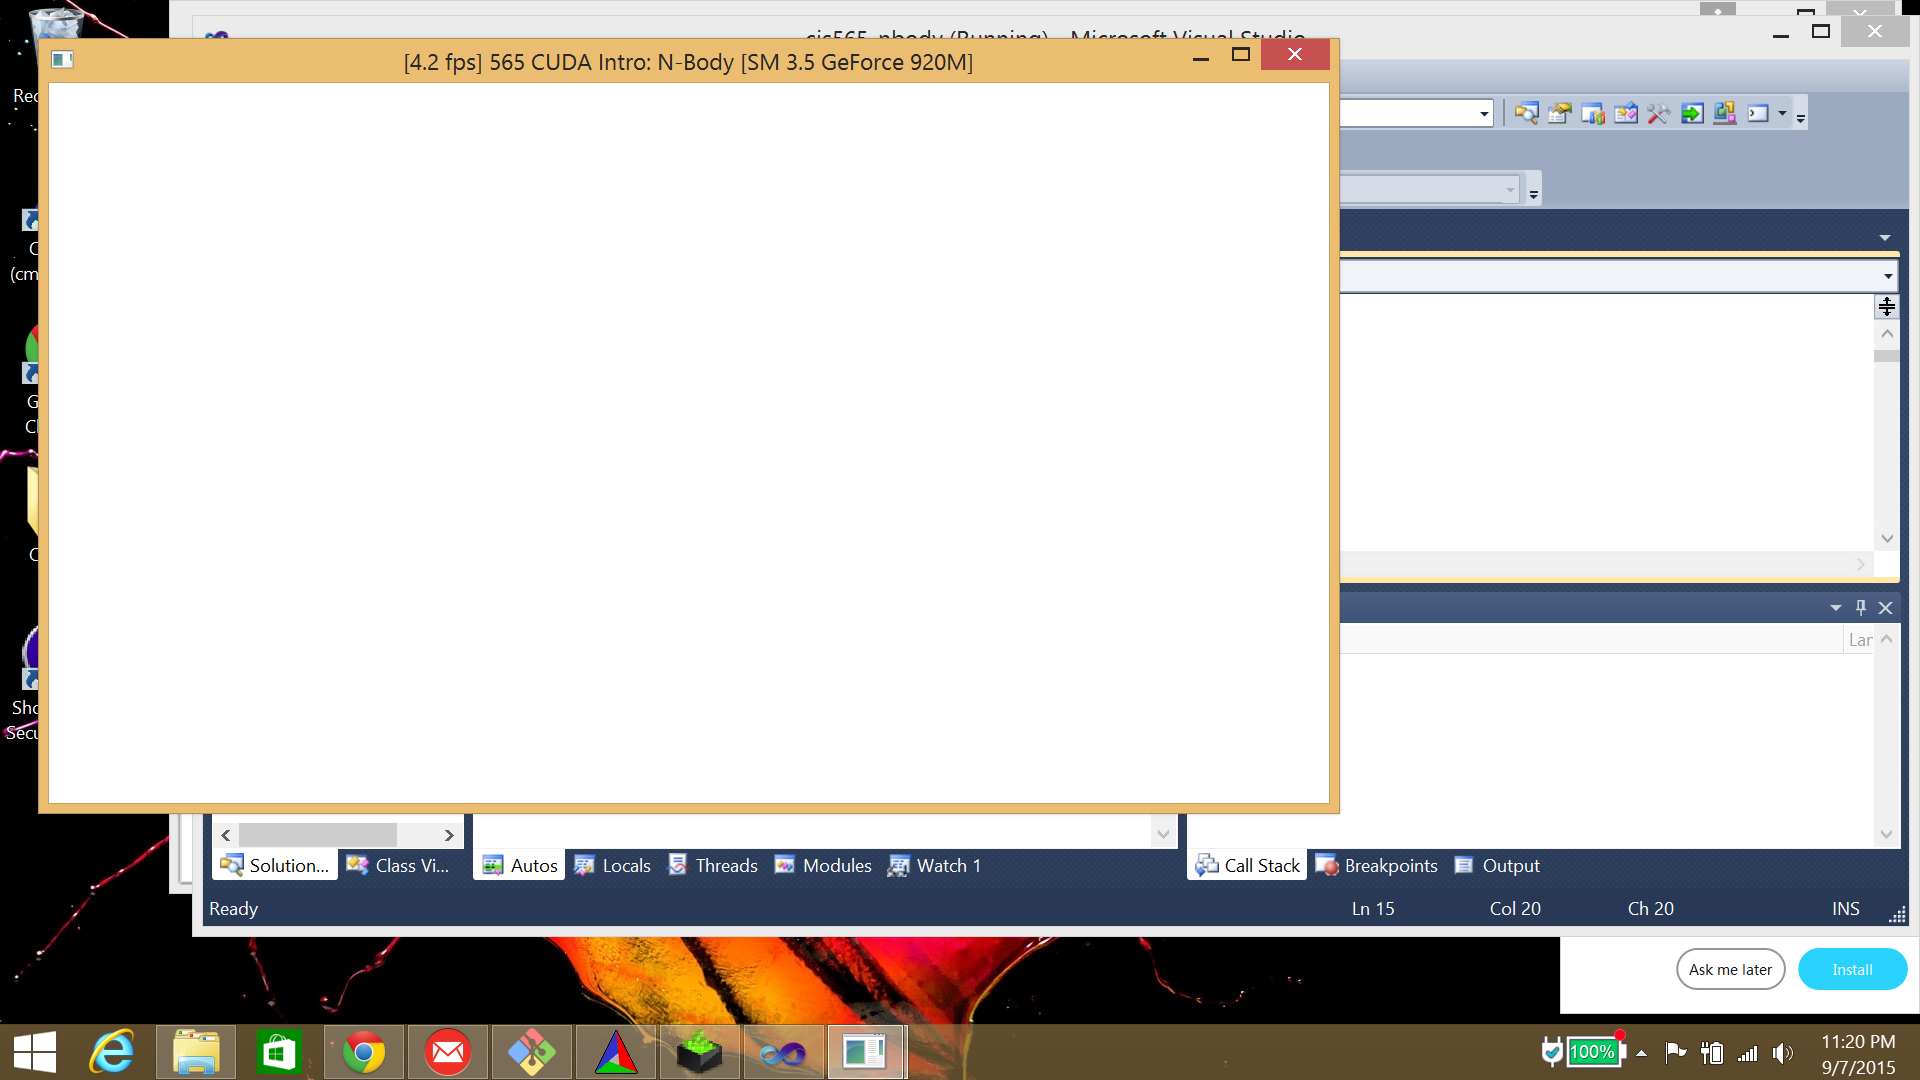 cis565_nbody (Running) - Microsoft Visual Studio
[4.2 fps] 565 CUDA Intro: N-Body [SM 3.5 GeForce 920M]
Rec
C
(cm
G
C
Sho
Secu
Lar
Solution...
Class Vi...
Autos
Locals
Threads
Modules
Watch 1
Call Stack
Breakpoints
Output
Ready
Ln 15
Col 20
Ch 20
INS
Ask me later
Install
100%
11:20 PM
9/7/2015